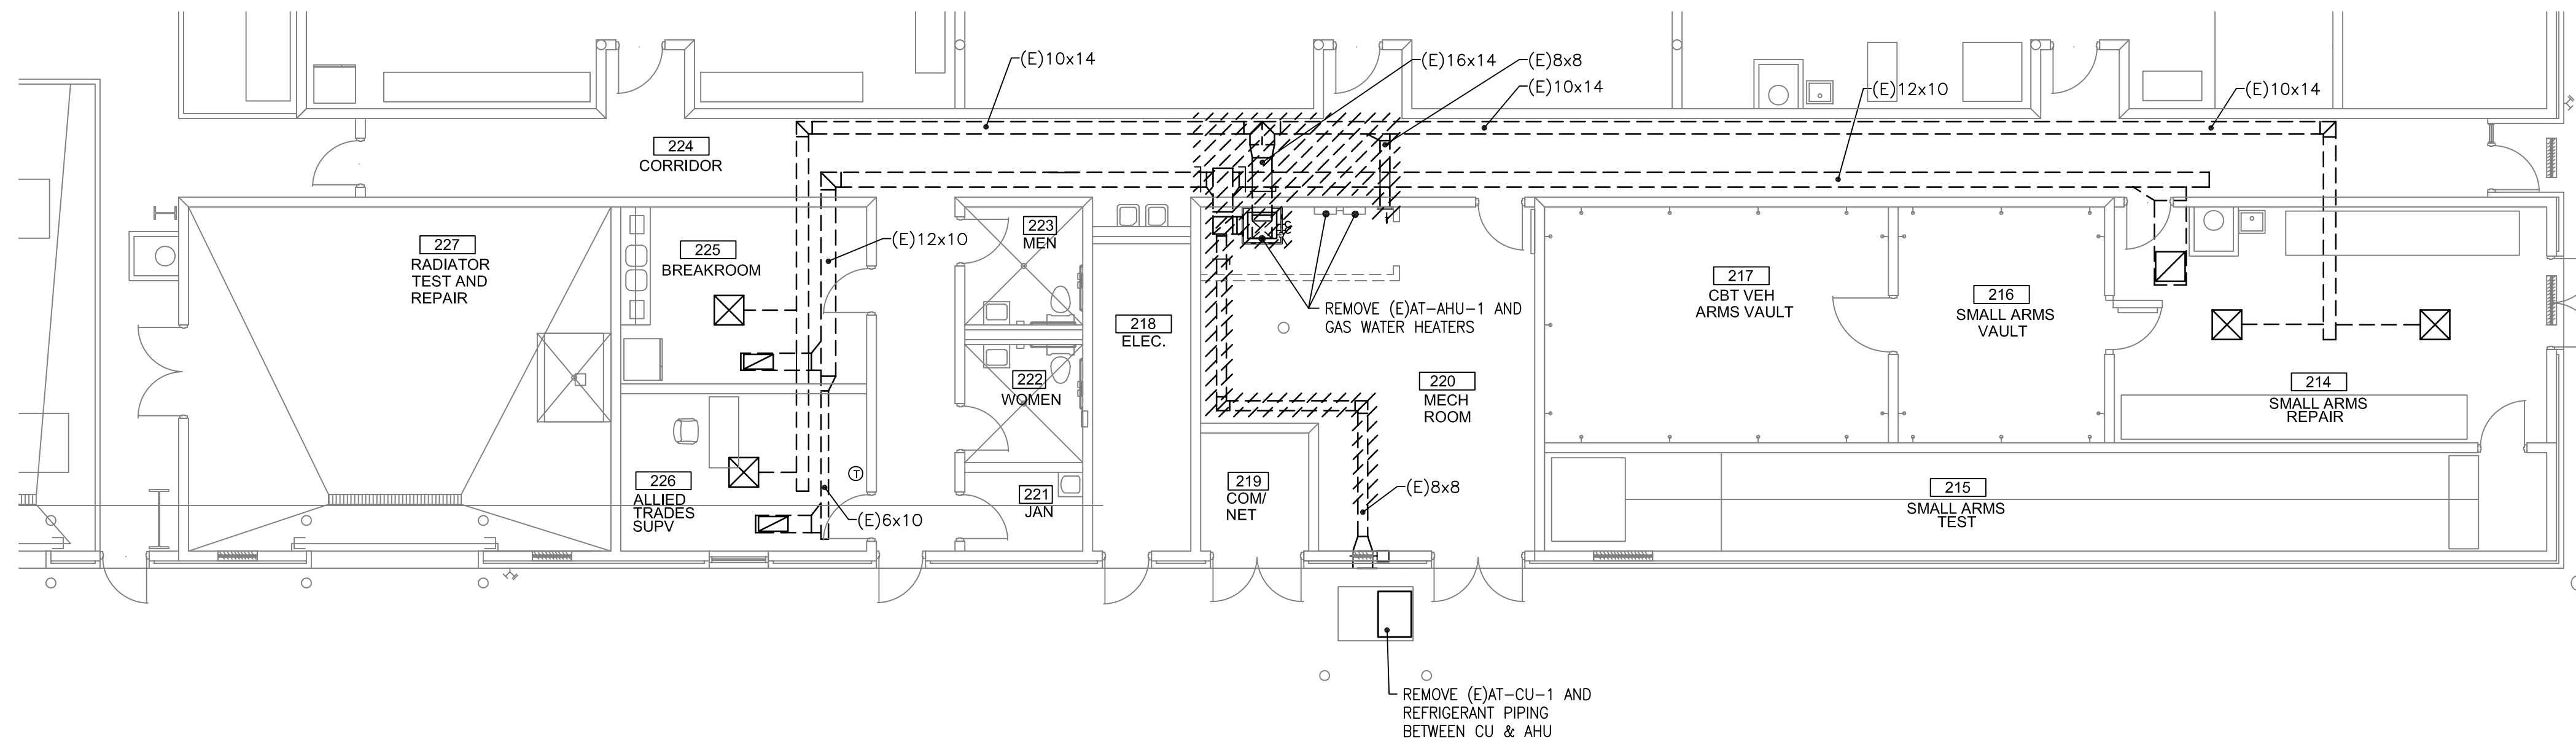 (E)10x14
(E)16x14
(E)8x8
(E)10x14
(E)12x10
(E)10x14
224
CORRIDOR
227
RADIATOR
TEST AND
REPAIR
225
BREAKROOM
(E)12x10
223
MEN
218
ELEC.
REMOVE (E)AT-AHU-1 AND
GAS WATER HEATERS
217
CBT VEH
ARMS VAULT
216
SMALL ARMS
VAULT
222
WOMEN
220
MECH
ROOM
214
SMALL ARMS
REPAIR
226
ALLIED
TRADES
SUPV
T
(E)6x10
221
JAN
219
COM/
NET
(E)8x8
215
SMALL ARMS
TEST
REMOVE (E)AT-CU-1 AND
REFRIGERANT PIPING
BETWEEN CU & AHU